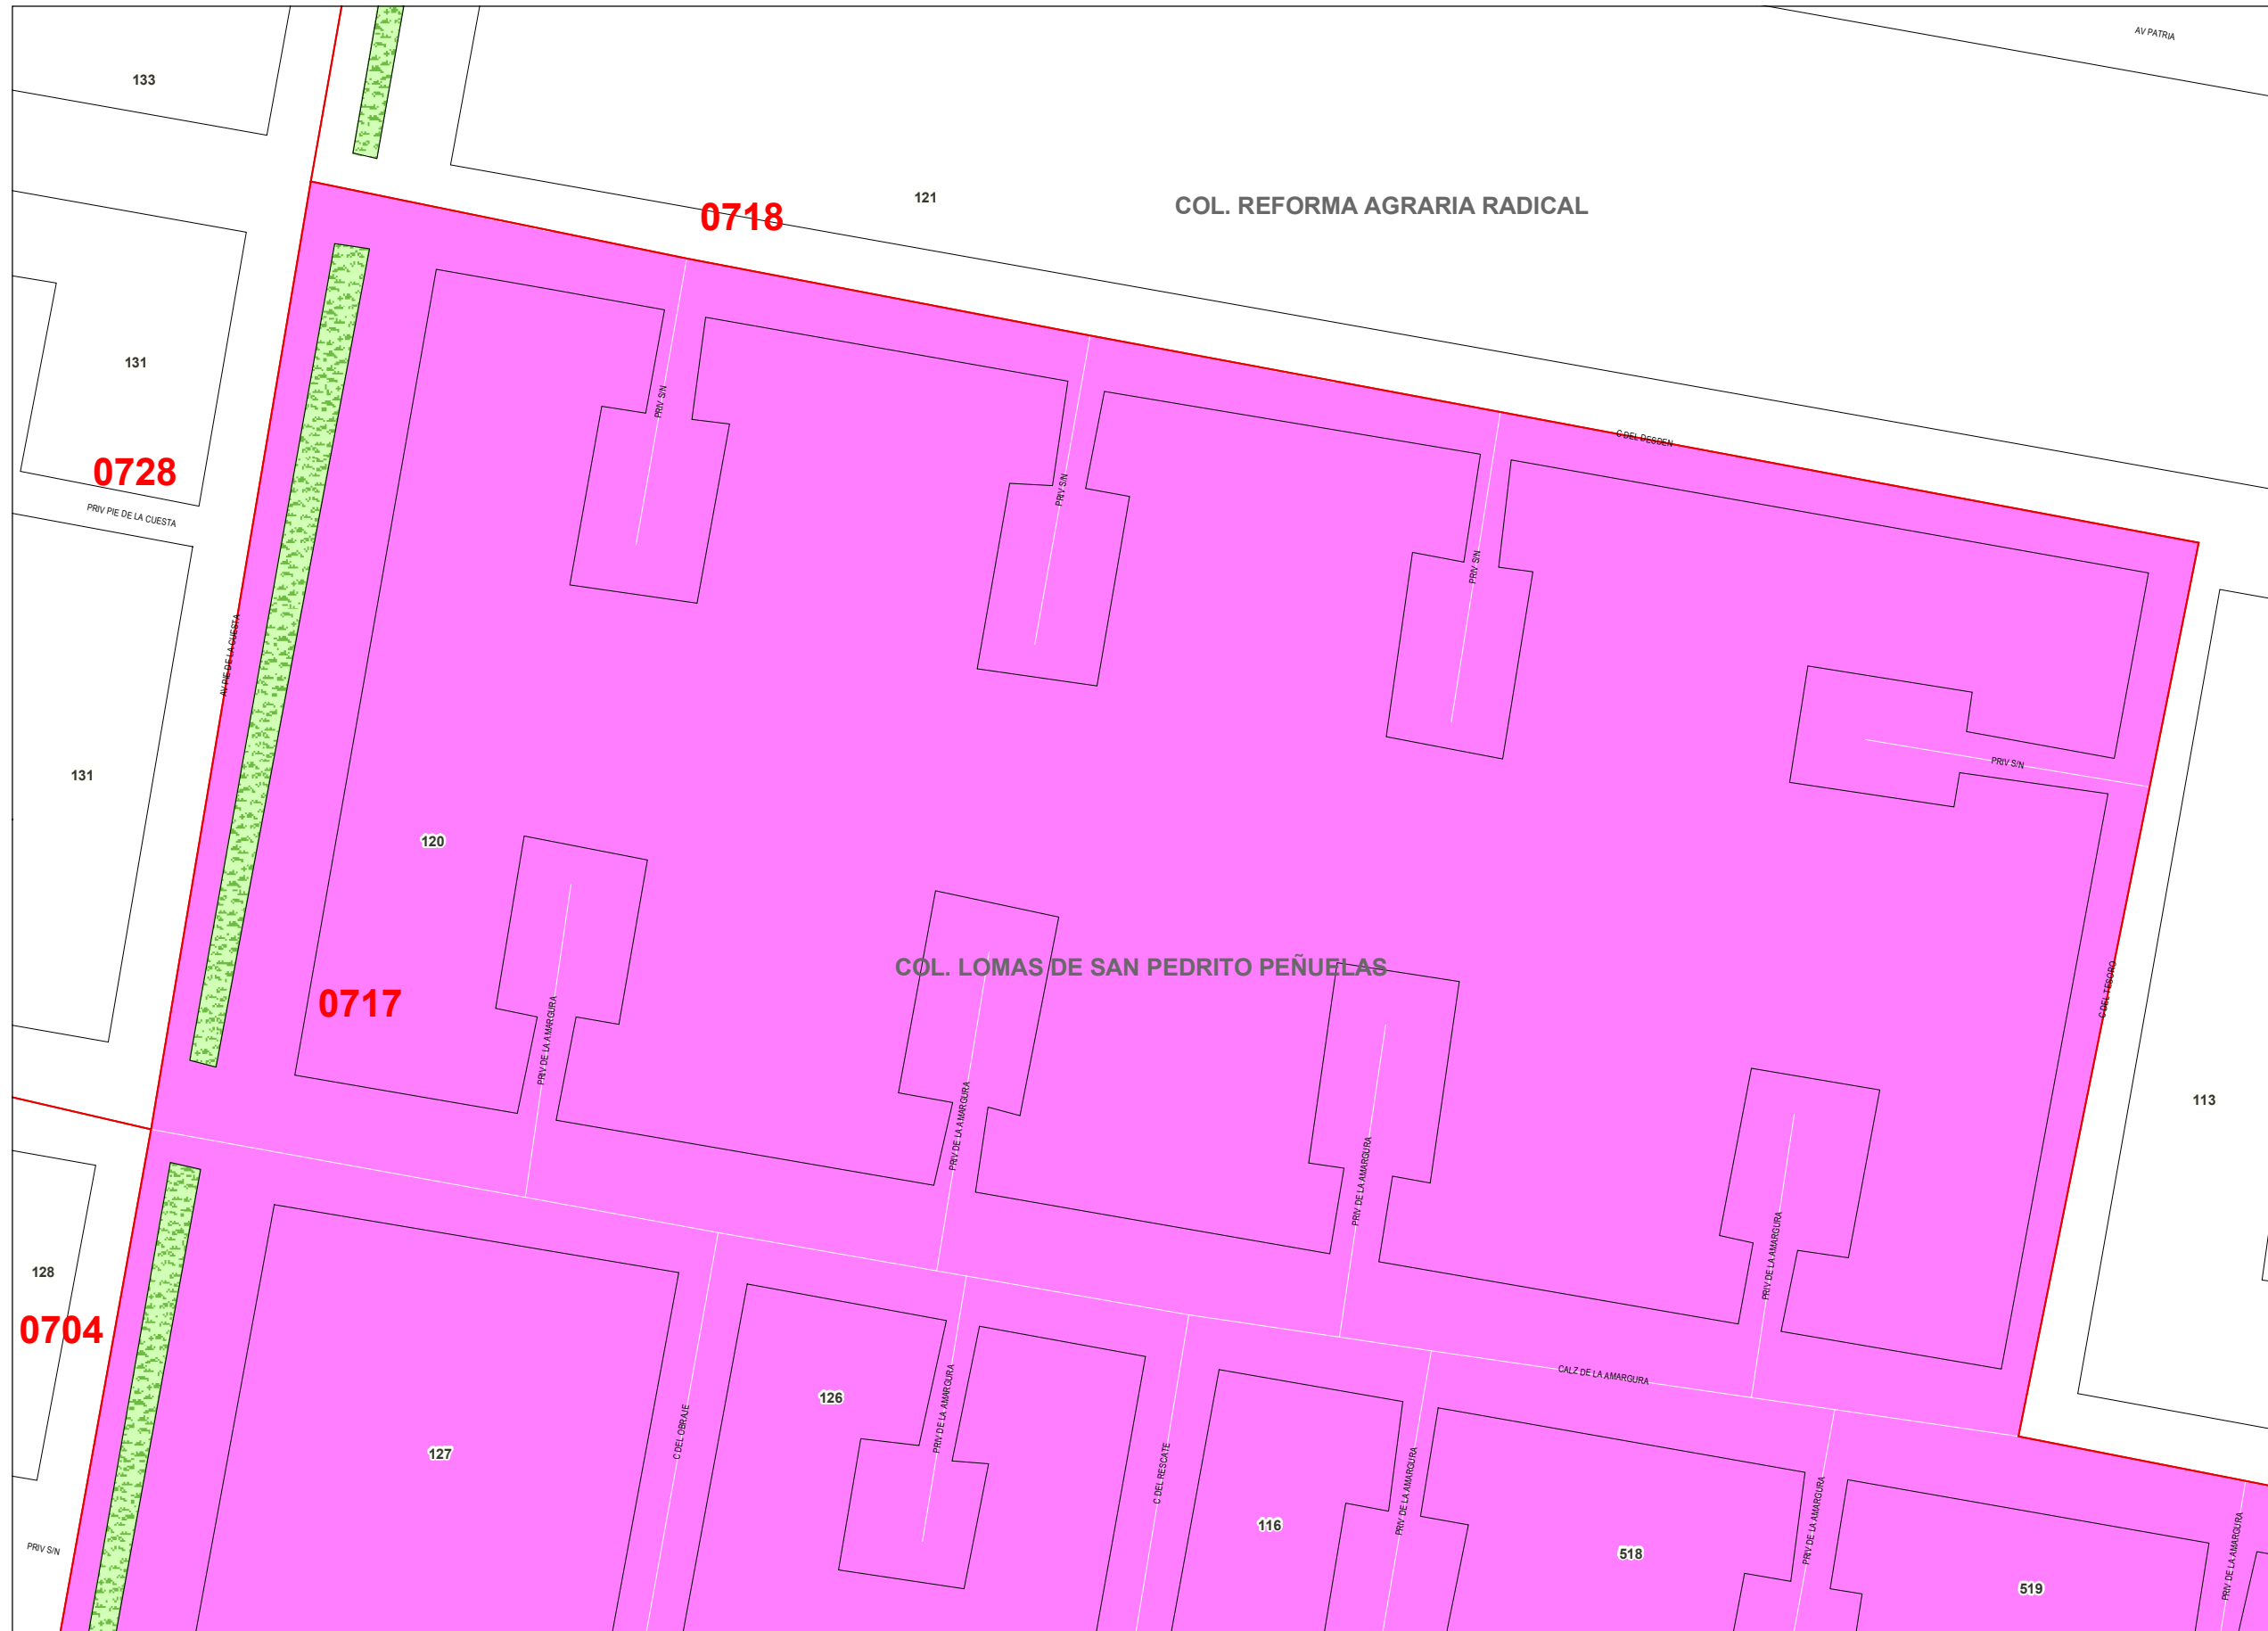 AV PATRIA
133
121
COL. REFORMA AGRARIA RADICAL
0718
131
PRIV S/N
C DEL DESDEN
0728
PRIV S/N
PRIV PIE DE LA CUESTA
PRIV S/N
AV PIE DE LA CUESTA
131
PRIV S/N
120
COL. LOMAS DE SAN PEDRITO PEÑUELAS
0717
C DEL TESORO
PRIV DE LA AMARGURA
113
PRIV DE LA AMARGURA
PRIV DE LA AMARGURA
PRIV DE LA AMARGURA
128
0704
CALZ DE LA AMARGURA
126
PRIV DE LA AMARGURA
127
C DEL OBRAJE
C DEL RESCATE
PRIV DE LA AMARGURA
116
PRIV DE LA AMARGURA
518
PRIV S/N
PRIV DE LA AMARGURA
519